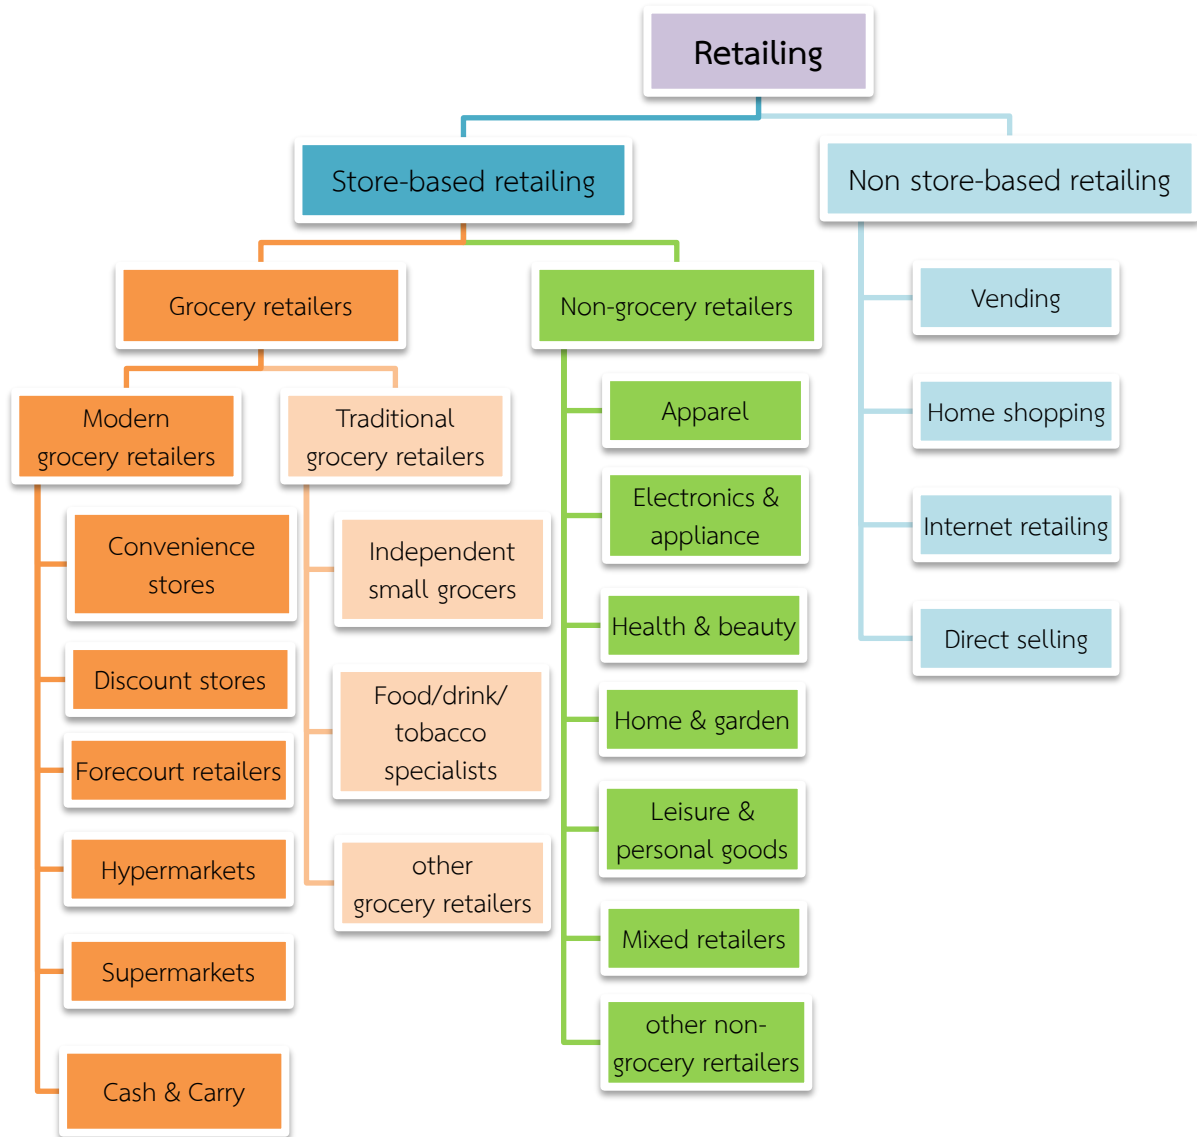 Retailing
Store-based retailing
Non store-based retailing
Grocery retailers
Non-grocery retailers
Modern
grocery retailers
Traditional
grocery retailers
Convenience
stores
Discount stores
Forecourt retailers
Hypermarkets
Supermarkets
Cash & Carry
Independent
small grocers
Food/drink/
tobacco
specialists
other
grocery retailers
Apparel
Electronics &
appliance
Health & beauty
Home & garden
Leisure &
personal goods
Mixed retailers
other non-
grocery rertailers
Vending
Home shopping
Internet retailing
Direct selling